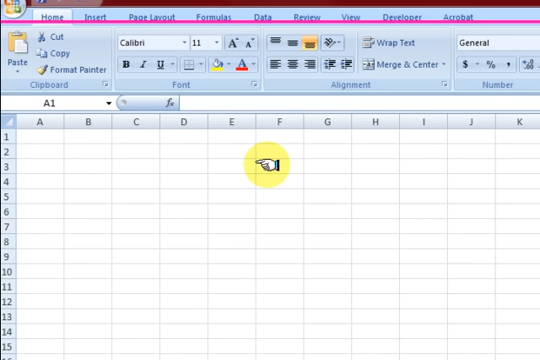 Home Insert Page Layout Formulas Data Review View Developer Acrobat
Cut
Copy
Format Painter
Paste
Clipboard
Calibri 11 A A
B I U A
Font
Wrap Text
Merge & Center
Alignment
General
$ % ,
Number
A1 fx
A B C D E F G H I J K
1
2
3
4
5
6
7
8
9
10
11
12
13
14
15